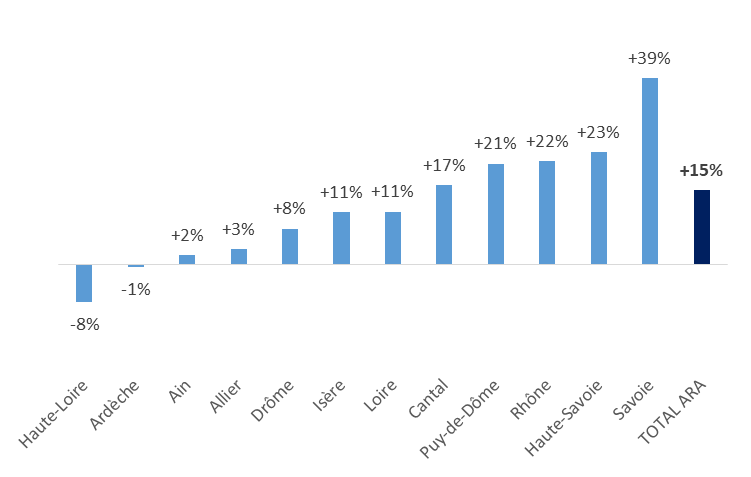 +39%
+23%
+22%
+21%
+17%
+15%
+11%
+11%
+8%
+3%
+2%
-1%
-8%
Haute-Loire
Ardèche
Ain
Allier
Drôme
Isère
Loire
Cantal
Puy-de-Dôme
Rhône
Haute-Savoie
Savoie
TOTAL ARA